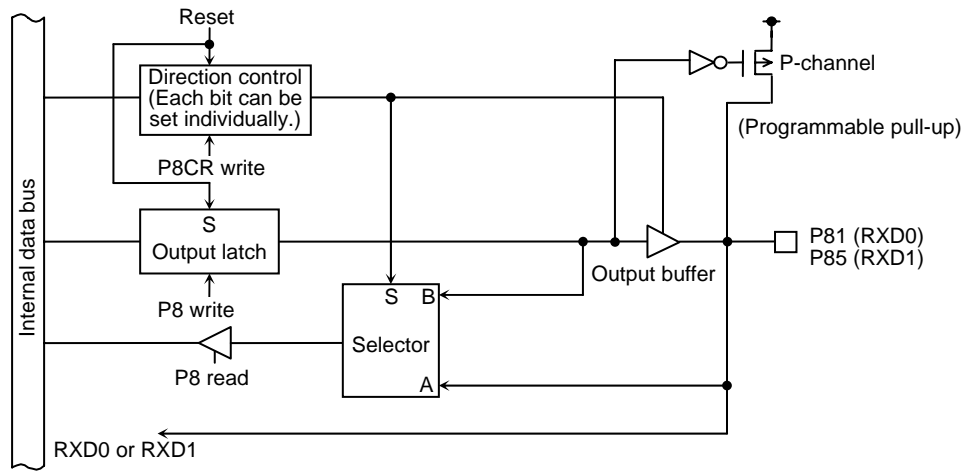 Reset
Direction control
(Each bit can be
set individually.)
P-channel
(Programmable pull-up)
P8CR write
Internal data bus
S
Output latch
P81 (RXD0)
P85 (RXD1)
Output buffer
P8 write
S B
Selector
A
P8 read
RXD0 or RXD1